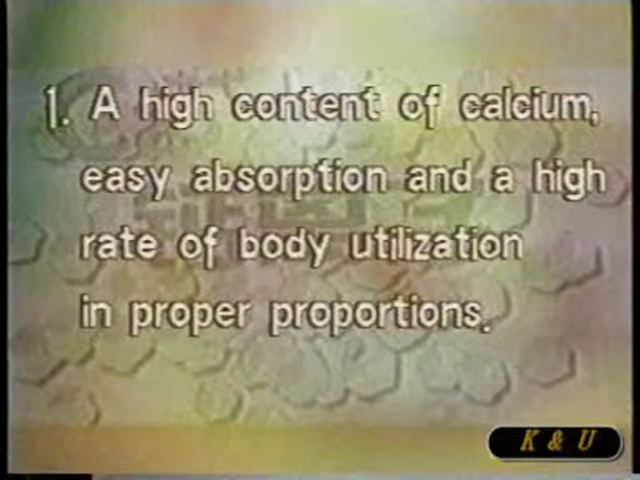 1. A high content of calcium,
easy absorption and a high
rate of body utilization
in proper proportions.
K & U